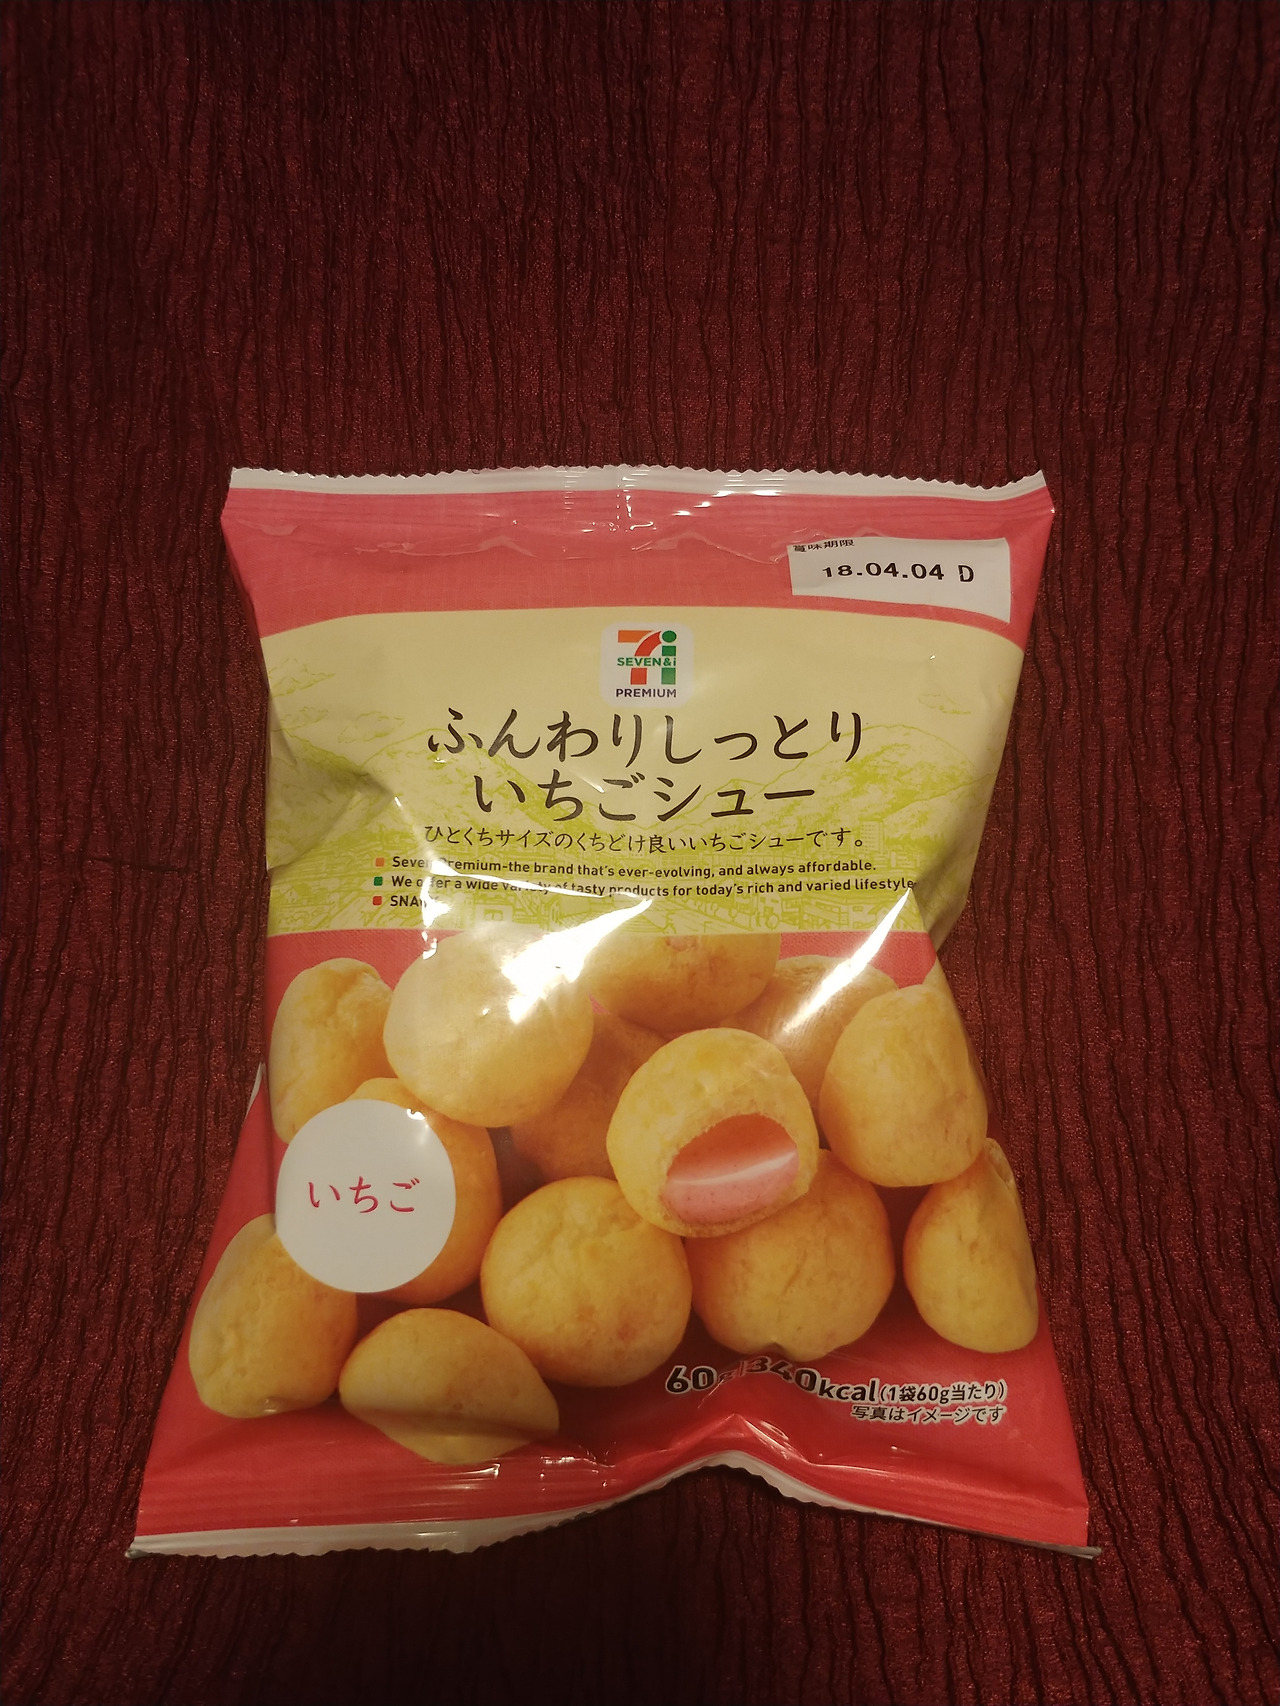 賞味期限
18.04.04 D
7i
SEVEN&i
PREMIUM
ふんわりしっとり
いちごシュー
ひとくちサイズのくちどけ良いいちごシューです。
Seven Premium-the brand that's ever-evolving, and always affordable.
We offer a wide variety of tasty products for today's rich and varied lifestyle
いちご
60g 340kcal(1袋60g当たり)
写真はイメージです